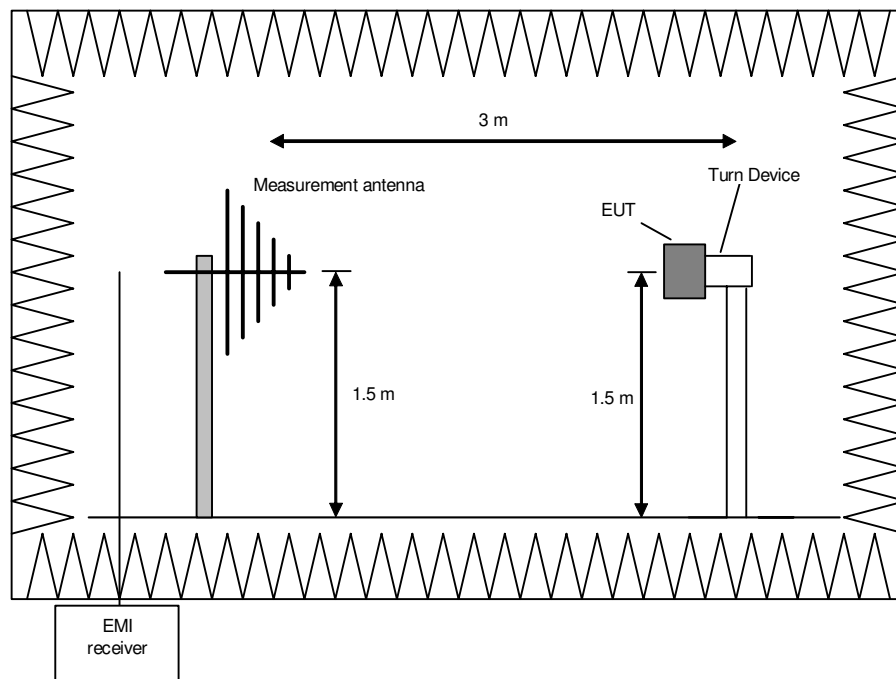 3 m
Measurement antenna
Turn Device
EUT
1.5 m
1.5 m
EMI
receiver